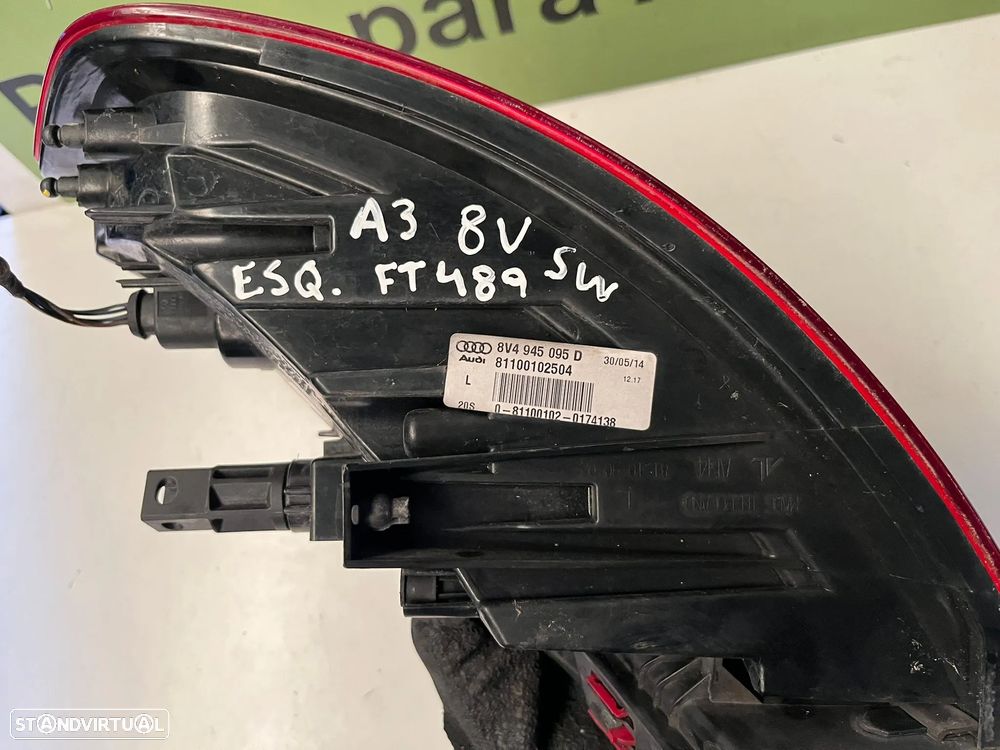 para
A3 8V
ESQ. FT489 SW
8V4 945 095 D 30/05/14
Audi 81100102504 12.17
L
20S 0-81100102-0174138
STANDVIRTUAL